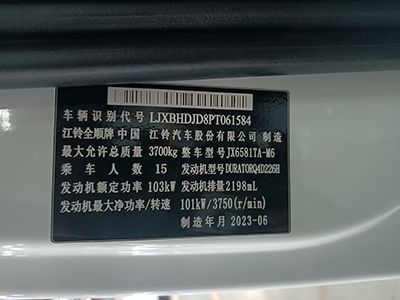 车辆识别代号 LJXBHDJD8PT061584
江铃全顺牌 中国 江铃汽车股份有限公司 制造
最大允许总质量 3700kg 整车型号 JX6581TA-M6
乘车人数 15 发动机型号 DURATORQ4D226H
发动机额定功率 103kW 发动机排量 2198mL
发动机最大净功率/转速 101kW/3750(r/min)
制造年月 2023-06